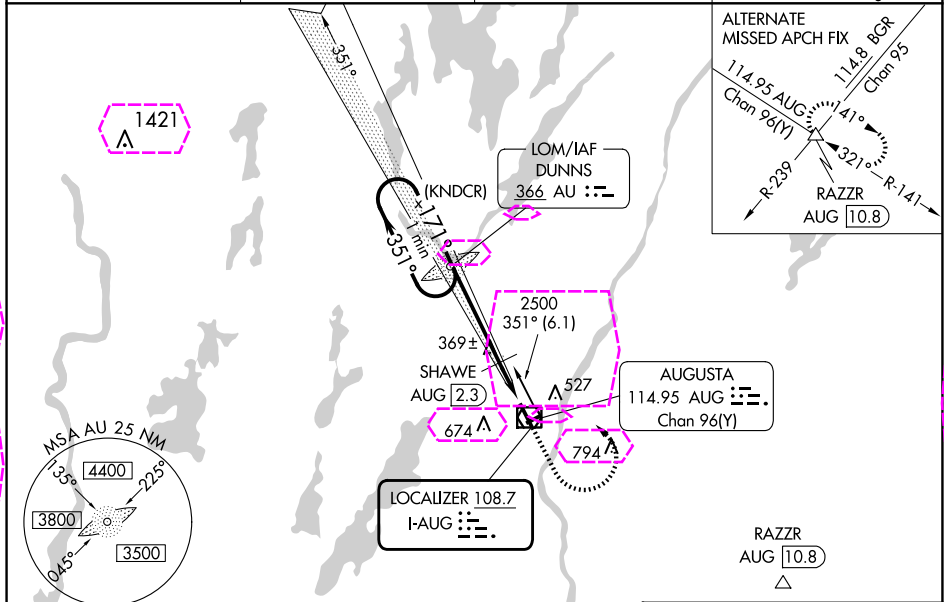 351°
1421
ALTERNATE
MISSED APCH FIX
114.8 BGR
Chan 95
114.95 AUG
Chan 96(Y)
141°
321°
R-141
R-239
RAZZR
AUG 10.8
LOM/IAF
DUNNS
366 AU
(KNDCR)
171°
1 min
351°
2500
351° (6.1)
369±
SHAWE
AUG 2.3
527
AUGUSTA
114.95 AUG
Chan 96(Y)
674
794
LOCALIZER 108.7
I-AUG
MSA AU 25 NM
135°
4400
225°
3800
3500
045°
RAZZR
AUG 10.8